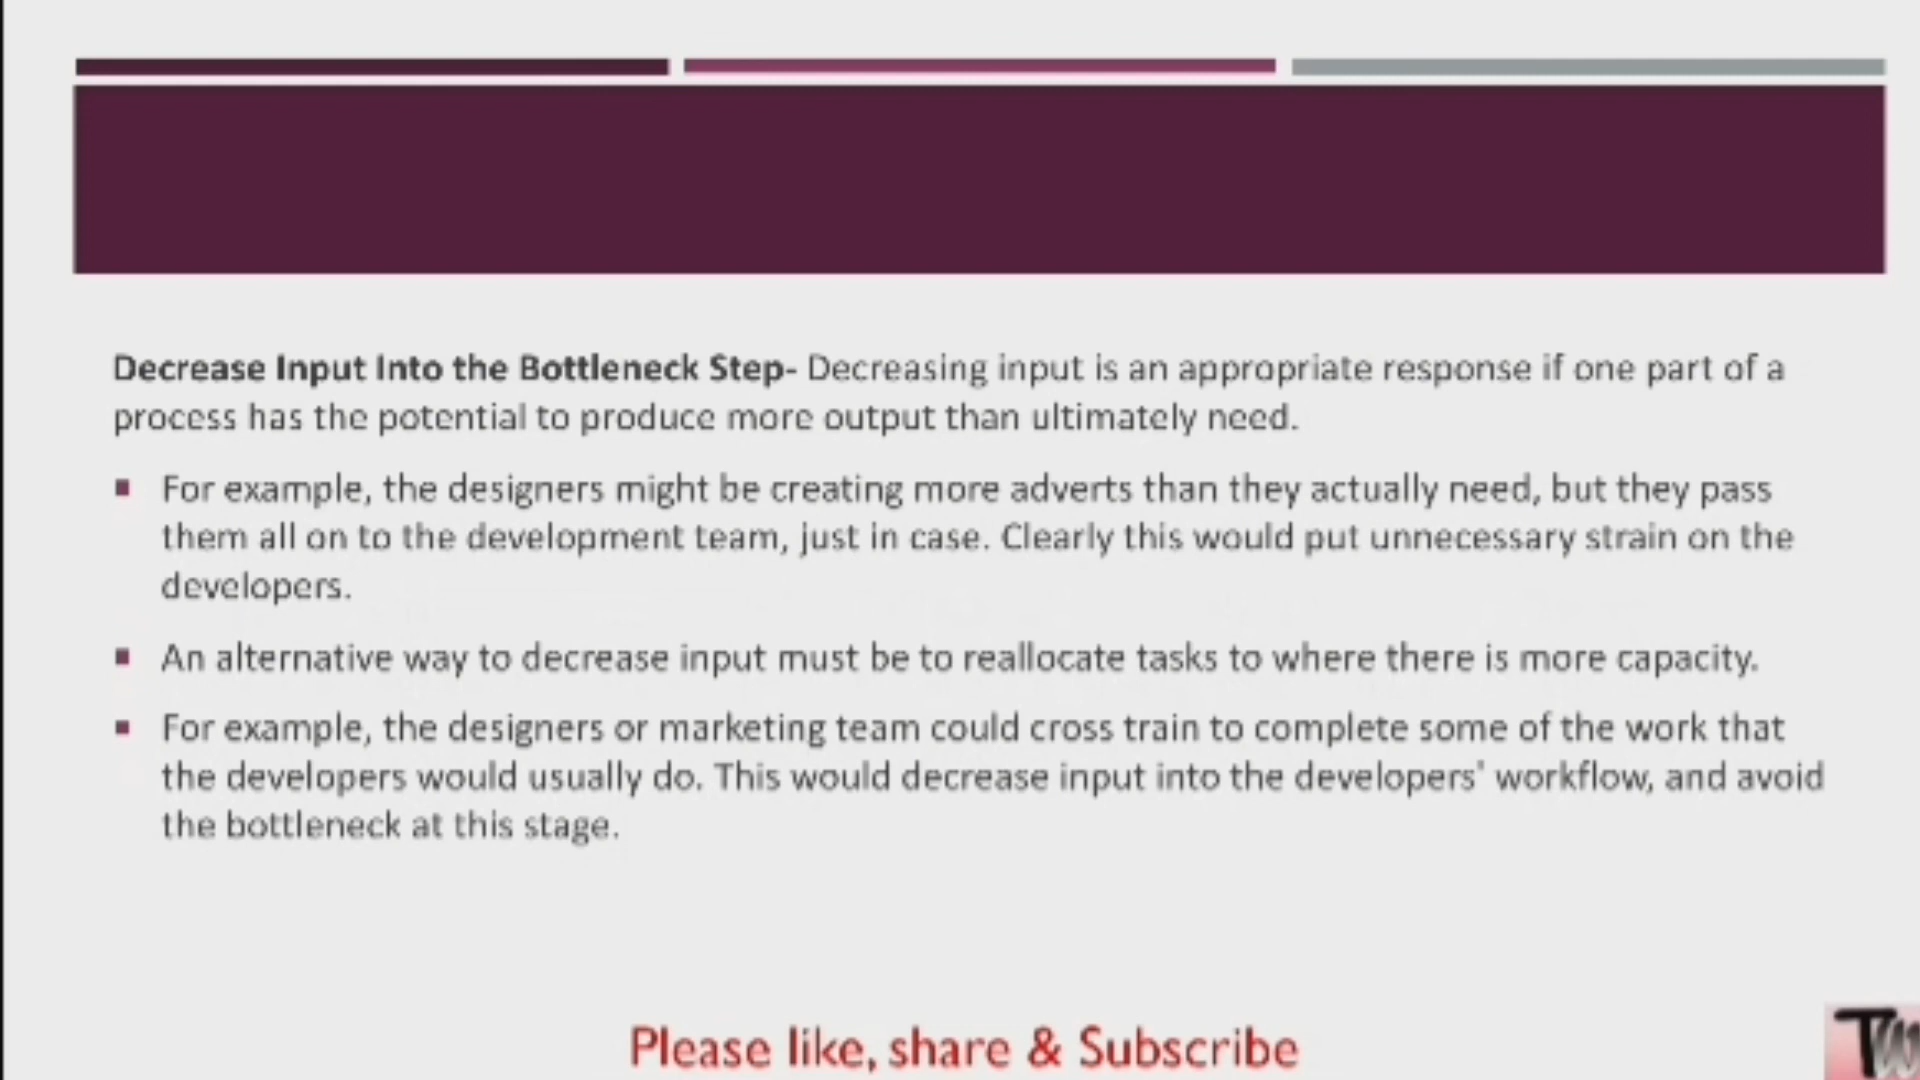 Decrease Input Into the Bottleneck Step- Decreasing input is an appropriate response if one part of a
process has the potential to produce more output than ultimately need.
For example, the designers might be creating more adverts than they actually need, but they pass
them all on to the development team, just in case. Clearly this would put unnecessary strain on the
developers.
An alternative way to decrease input must be to reallocate tasks to where there is more capacity.
For example, the designers or marketing team could cross train to complete some of the work that
the developers would usually do. This would decrease input into the developers' workflow, and avoid
the bottleneck at this stage.
Please like, share & Subscribe
TW